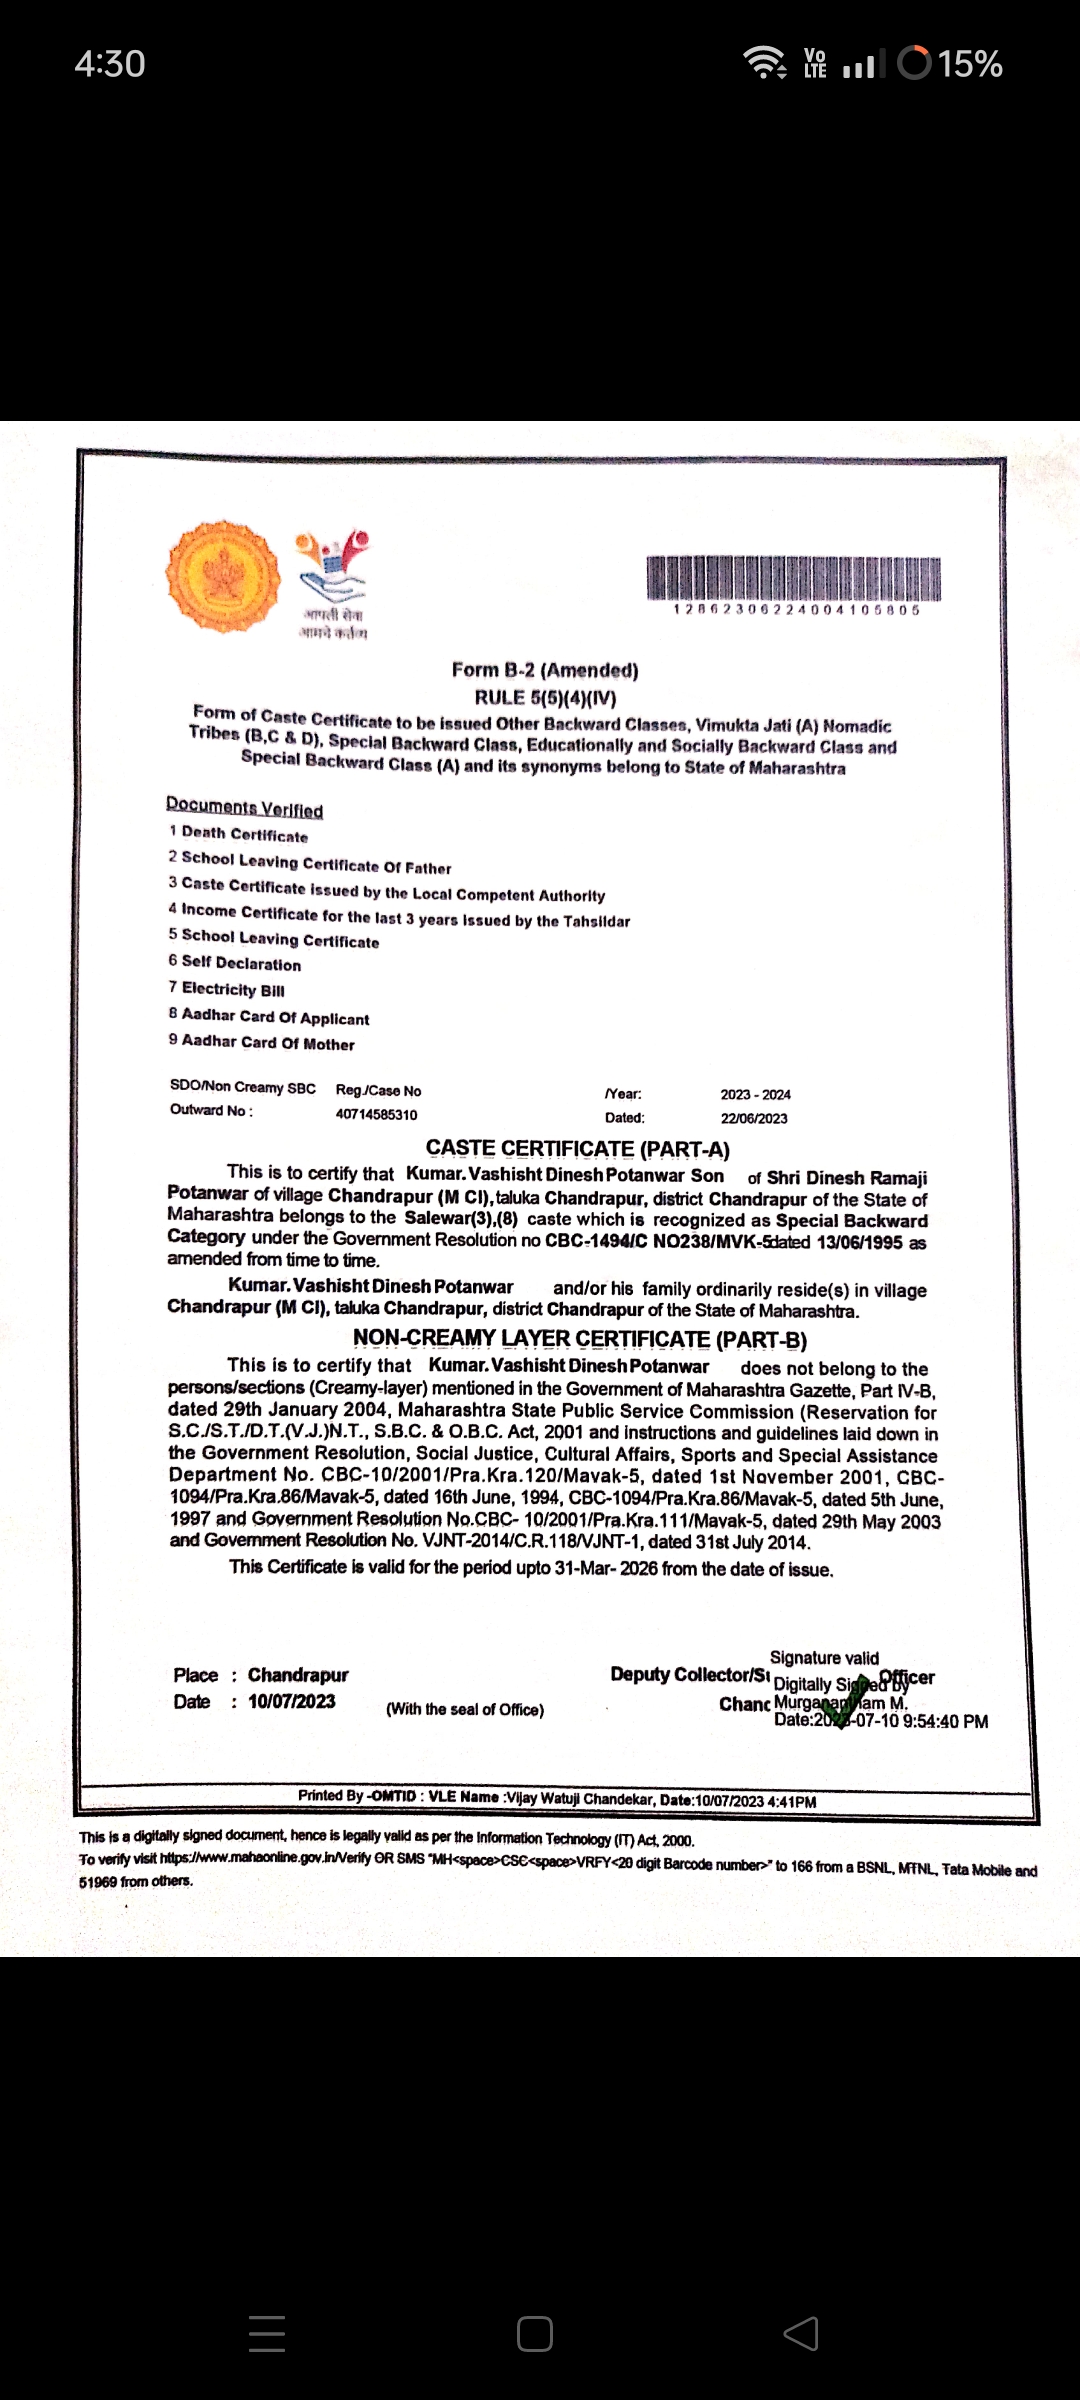 4:30
Vo LTE 15%
आपली सेवा
आमचे कर्तव्य
12862306224004105805
Form B-2 (Amended)
RULE 5(5)(4)(IV)
Form of Caste Certificate to be issued Other Backward Classes, Vimukta Jati (A) Nomadic
Tribes (B,C & D), Special Backward Class, Educationally and Socially Backward Class and
Special Backward Class (A) and its synonyms belong to State of Maharashtra
Documents Verified
1 Death Certificate
2 School Leaving Certificate Of Father
3 Caste Certificate issued by the Local Competent Authority
4 Income Certificate for the last 3 years issued by the Tahsildar
5 School Leaving Certificate
6 Self Declaration
7 Electricity Bill
8 Aadhar Card Of Applicant
9 Aadhar Card Of Mother
SDO/Non Creamy SBC Reg./Case No /Year: 2023 - 2024
Outward No : 40714585310 Dated: 22/06/2023
CASTE CERTIFICATE (PART-A)
This is to certify that Kumar. Vashisht Dinesh Potanwar Son of Shri Dinesh Ramaji
Potanwar of village Chandrapur (M Cl), taluka Chandrapur, district Chandrapur of the State of
Maharashtra belongs to the Salewar(3),(8) caste which is recognized as Special Backward
Category under the Government Resolution no CBC-1494/C NO238/MVK-5dated 13/06/1995 as
amended from time to time.
Kumar. Vashisht Dinesh Potanwar and/or his family ordinarily reside(s) in village
Chandrapur (M Cl), taluka Chandrapur, district Chandrapur of the State of Maharashtra.
NON-CREAMY LAYER CERTIFICATE (PART-B)
This is to certify that Kumar. Vashisht Dinesh Potanwar does not belong to the
persons/sections (Creamy-layer) mentioned in the Government of Maharashtra Gazette, Part IV-B,
dated 29th January 2004, Maharashtra State Public Service Commission (Reservation for
S.C./S.T./D.T.(V.J.)N.T., S.B.C. & O.B.C. Act, 2001 and instructions and guidelines laid down in
the Government Resolution, Social Justice, Cultural Affairs, Sports and Special Assistance
Department No. CBC-10/2001/Pra.Kra.120/Mavak-5, dated 1st November 2001, CBC-
1094/Pra.Kra.86/Mavak-5, dated 16th June, 1994, CBC-1094/Pra.Kra.86/Mavak-5, dated 5th June,
1997 and Government Resolution No.CBC- 10/2001/Pra.Kra.111/Mavak-5, dated 29th May 2003
and Government Resolution No. VJNT-2014/C.R.118/VJNT-1, dated 31st July 2014.
This Certificate is valid for the period upto 31-Mar- 2026 from the date of issue.
Signature valid
Place : Chandrapur Deputy Collector/ Officer
Digitally Signed by
Date : 10/07/2023 (With the seal of Office) M.
Date:2023-07-10 9:54:40 PM
Printed By -OMTID : VLE Name :Vijay Watuji Chandekar, Date:10/07/2023 4:41PM
This is a digitally signed document, hence is legally valid as per the Information Technology (IT) Act, 2000.
To verify visit https://www.mahaonline.gov.in/Verify OR SMS "MH<space>CSC<space>VRFY<20 digit Barcode number>" to 166 from a BSNL, MTNL, Tata Mobile and
51969 from others.